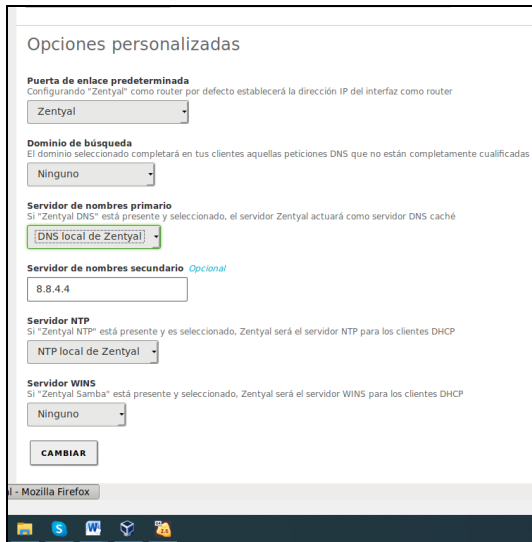 Opciones personalizadas
Puerta de enlace predeterminada
Configurando "Zentyal" como router por defecto establecerá la dirección IP del interfaz como router
Zentyal
Dominio de búsqueda
El dominio seleccionado completará en tus clientes aquellas peticiones DNS que no están completamente cualificadas
Ninguno
Servidor de nombres primario
Si "Zentyal DNS" está presente y seleccionado, el servidor Zentyal actuará como servidor DNS caché
DNS local de Zentyal
Servidor de nombres secundario Opcional
8.8.4.4
Servidor NTP
Si "Zentyal NTP" está presente y es seleccionado, Zentyal será el servidor NTP para los clientes DHCP
NTP local de Zentyal
Servidor WINS
Si "Zentyal Samba" está presente y seleccionado, Zentyal será el servidor WINS para los clientes DHCP
Ninguno
CAMBIAR
l - Mozilla Firefox